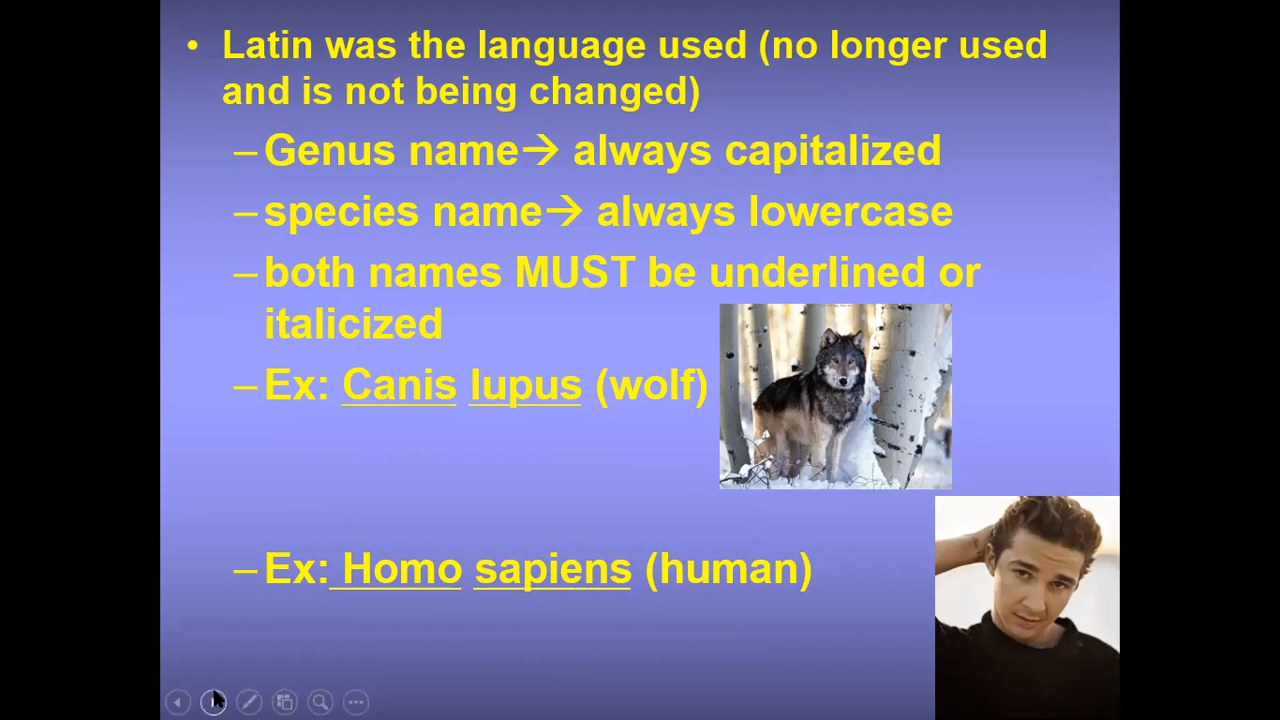 • Latin was the language used (no longer used
and is not being changed)
–Genus name→ always capitalized
–species name→ always lowercase
–both names MUST be underlined or
italicized
–Ex: Canis lupus (wolf)
–Ex: Homo sapiens (human)